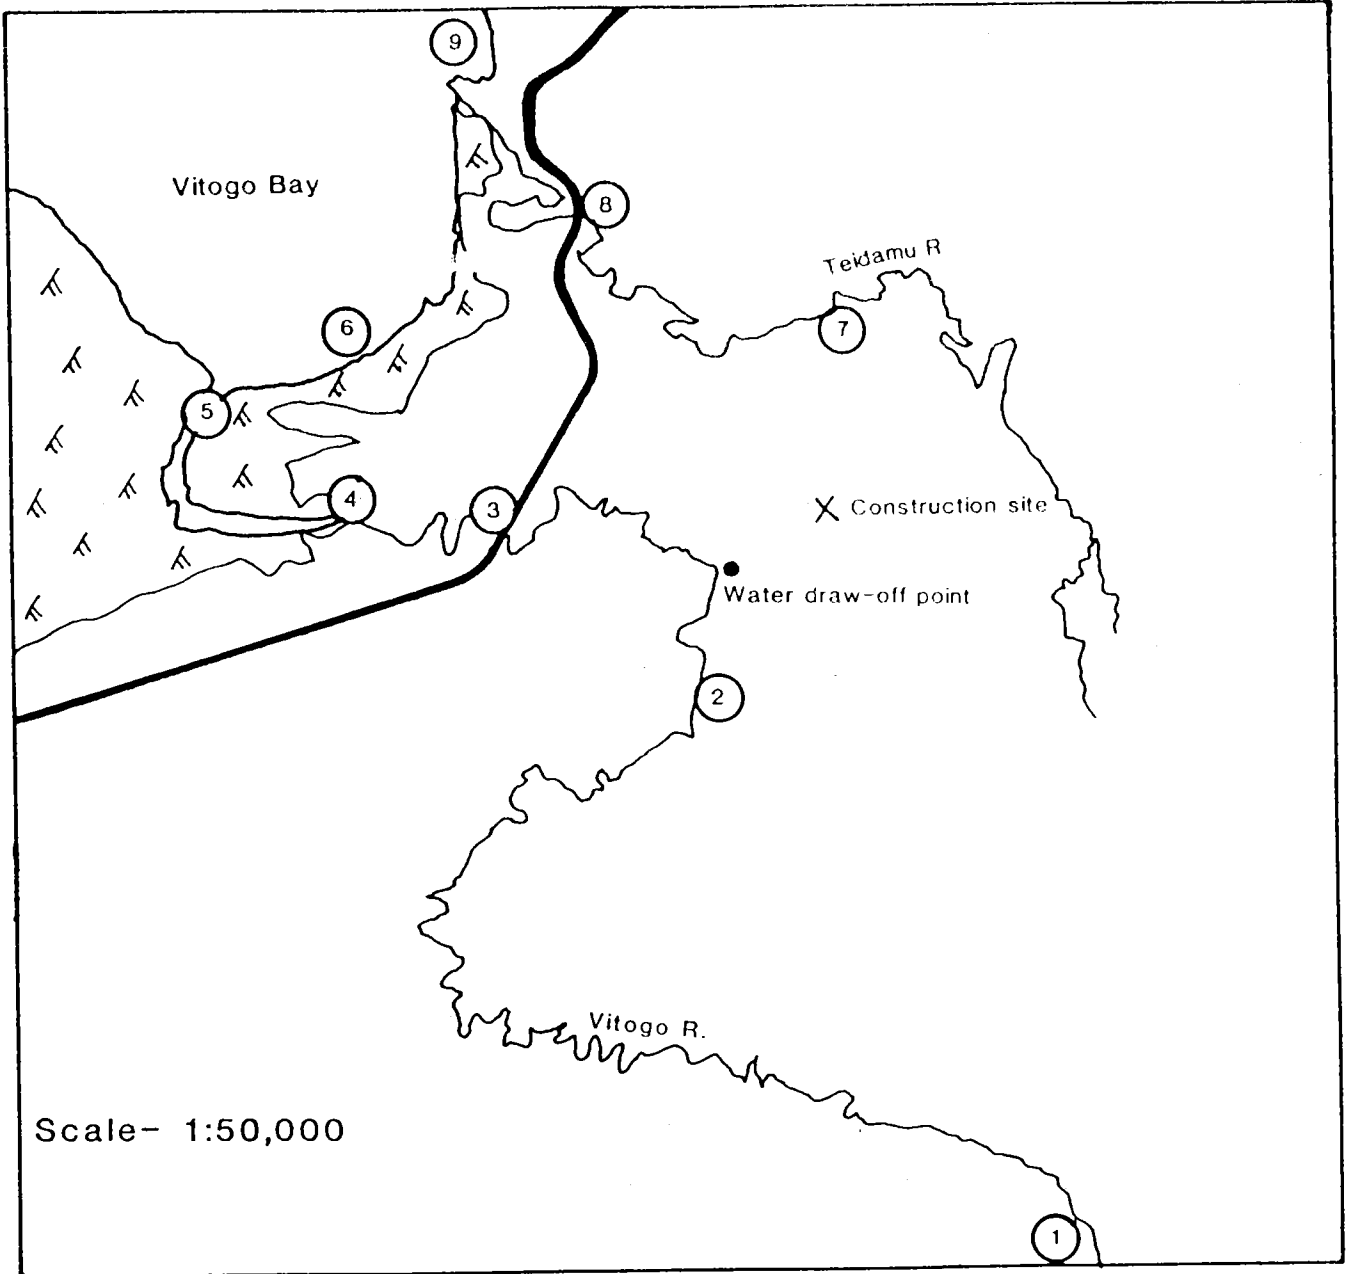 9
Vitogo Bay
8
Teidamu R
6
7
5
4
3
Construction site
Water draw-off point
2
Vitogo R.
Scale- 1:50,000
1